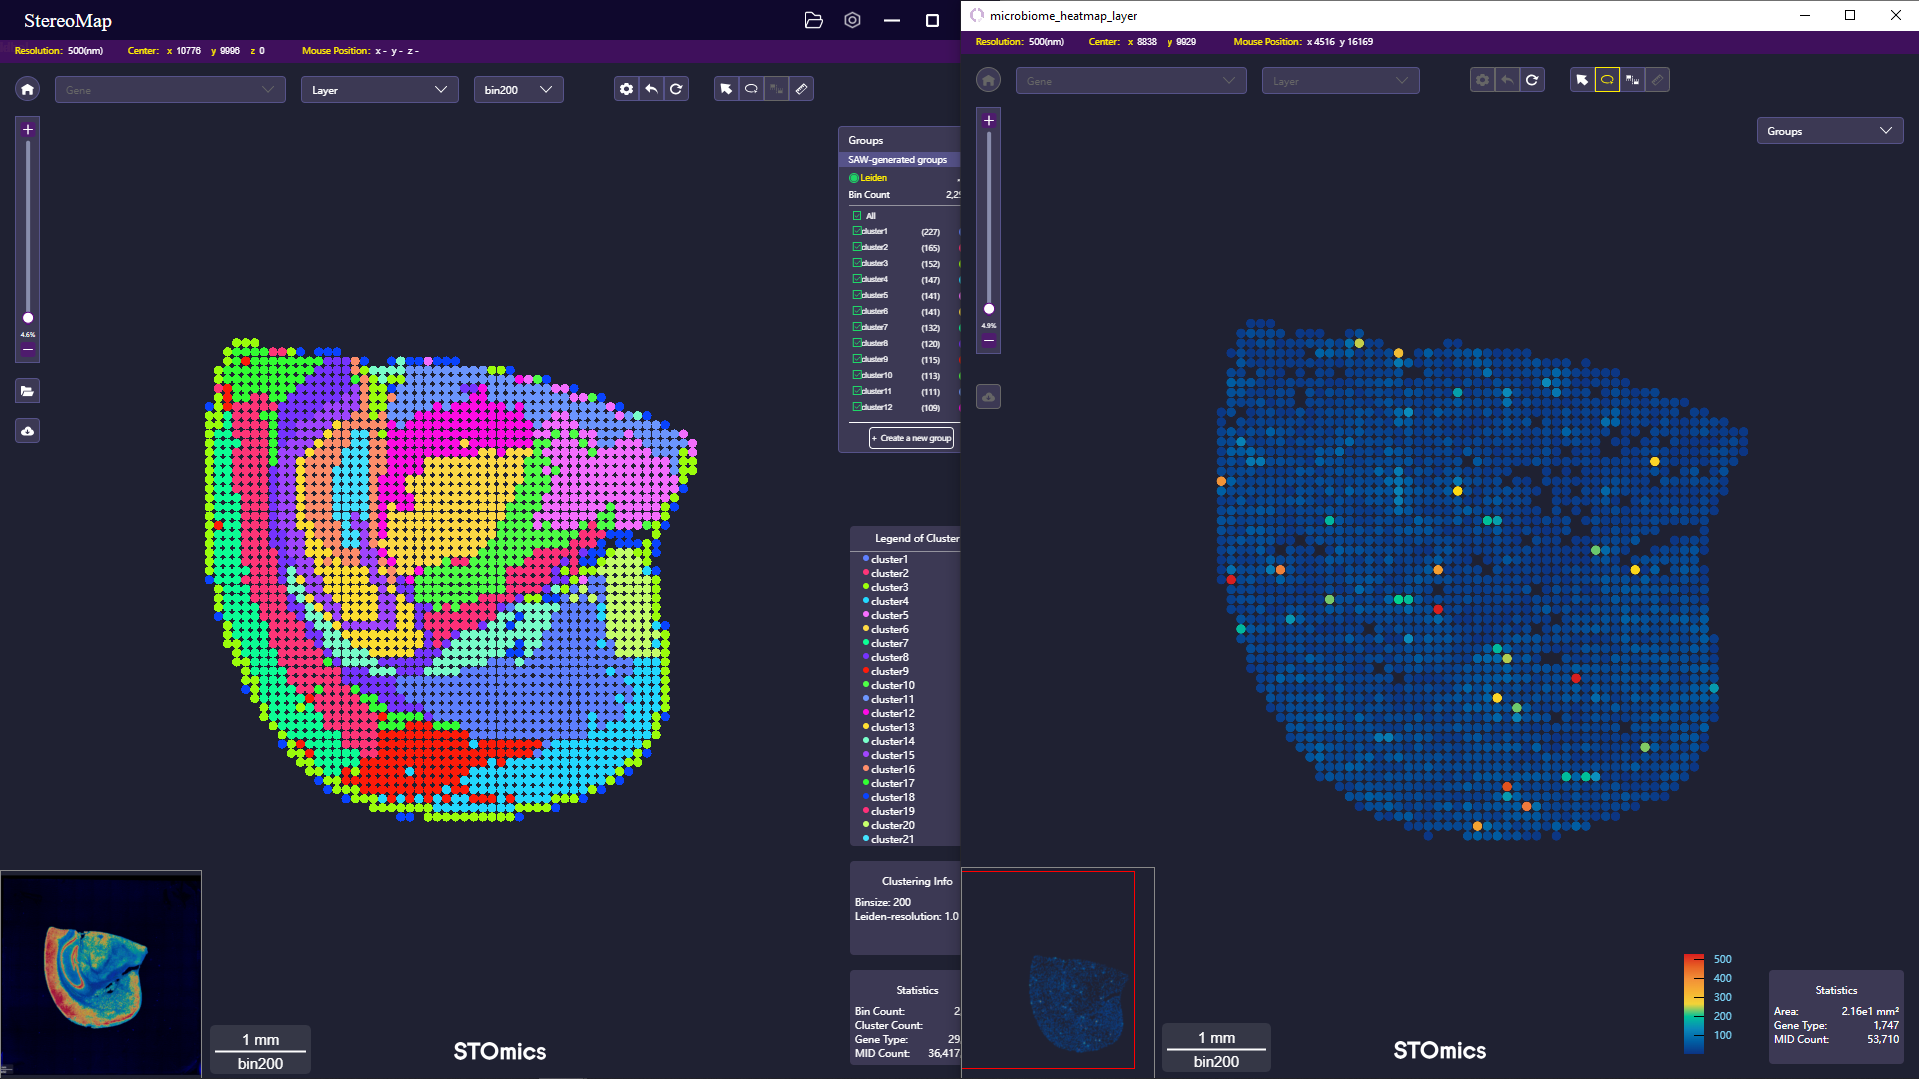 StereoMap
Resolution: 500(nm) Center: x 10776 y 9996 z 0 Mouse Position: x - y - z -
Gene
Layer
bin200
4.6%
Groups
SAW-generated groups
Leiden
Bin Count 2,29
All
cluster1 (227)
cluster2 (165)
cluster3 (152)
cluster4 (147)
cluster5 (141)
cluster6 (141)
cluster7 (132)
cluster8 (120)
cluster9 (115)
cluster10 (113)
cluster11 (111)
cluster12 (109)
+ Create a new group
Legend of Cluster
cluster1
cluster2
cluster3
cluster4
cluster5
cluster6
cluster7
cluster8
cluster9
cluster10
cluster11
cluster12
cluster13
cluster14
cluster15
cluster16
cluster17
cluster18
cluster19
cluster20
cluster21
Clustering Info
Binsize: 200
Leiden-resolution: 1.0
Statistics
Bin Count: 2,
Cluster Count:
Gene Type: 29,
MID Count: 36,417,
1 mm
bin200
STOmics
microbiome_heatmap_layer
Resolution: 500(nm) Center: x 8838 y 9929 Mouse Position: x 4516 y 16169
Gene
Layer
4.9%
Groups
500
400
300
200
100
Statistics
Area: 2.16e1 mm²
Gene Type: 1,747
MID Count: 53,710
1 mm
bin200
STOmics